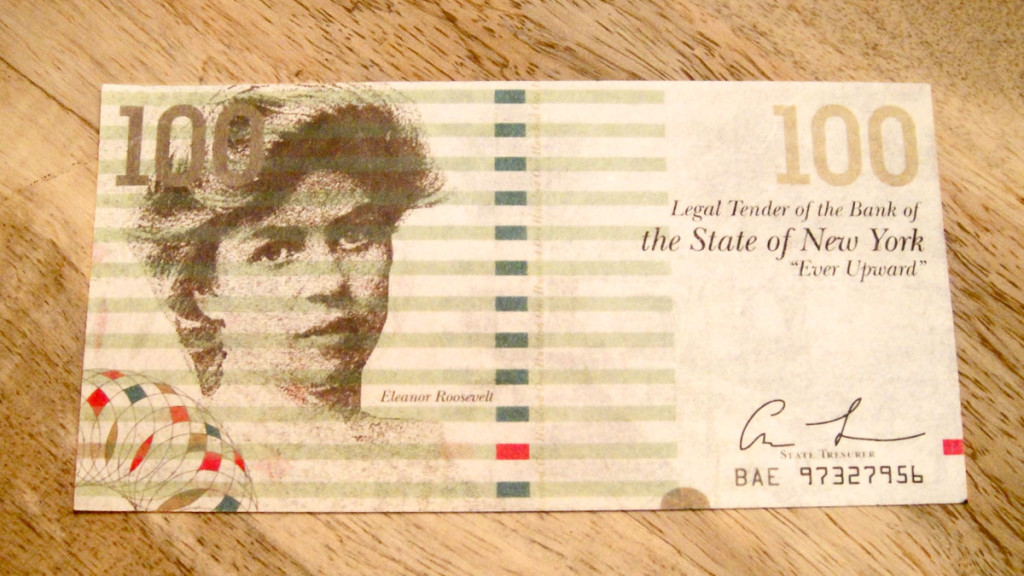 100
100
Legal Tender of the Bank of
the State of New York
“Ever Upward”
Eleanor Roosevelt
STATE TRESURER
BAE 97327956